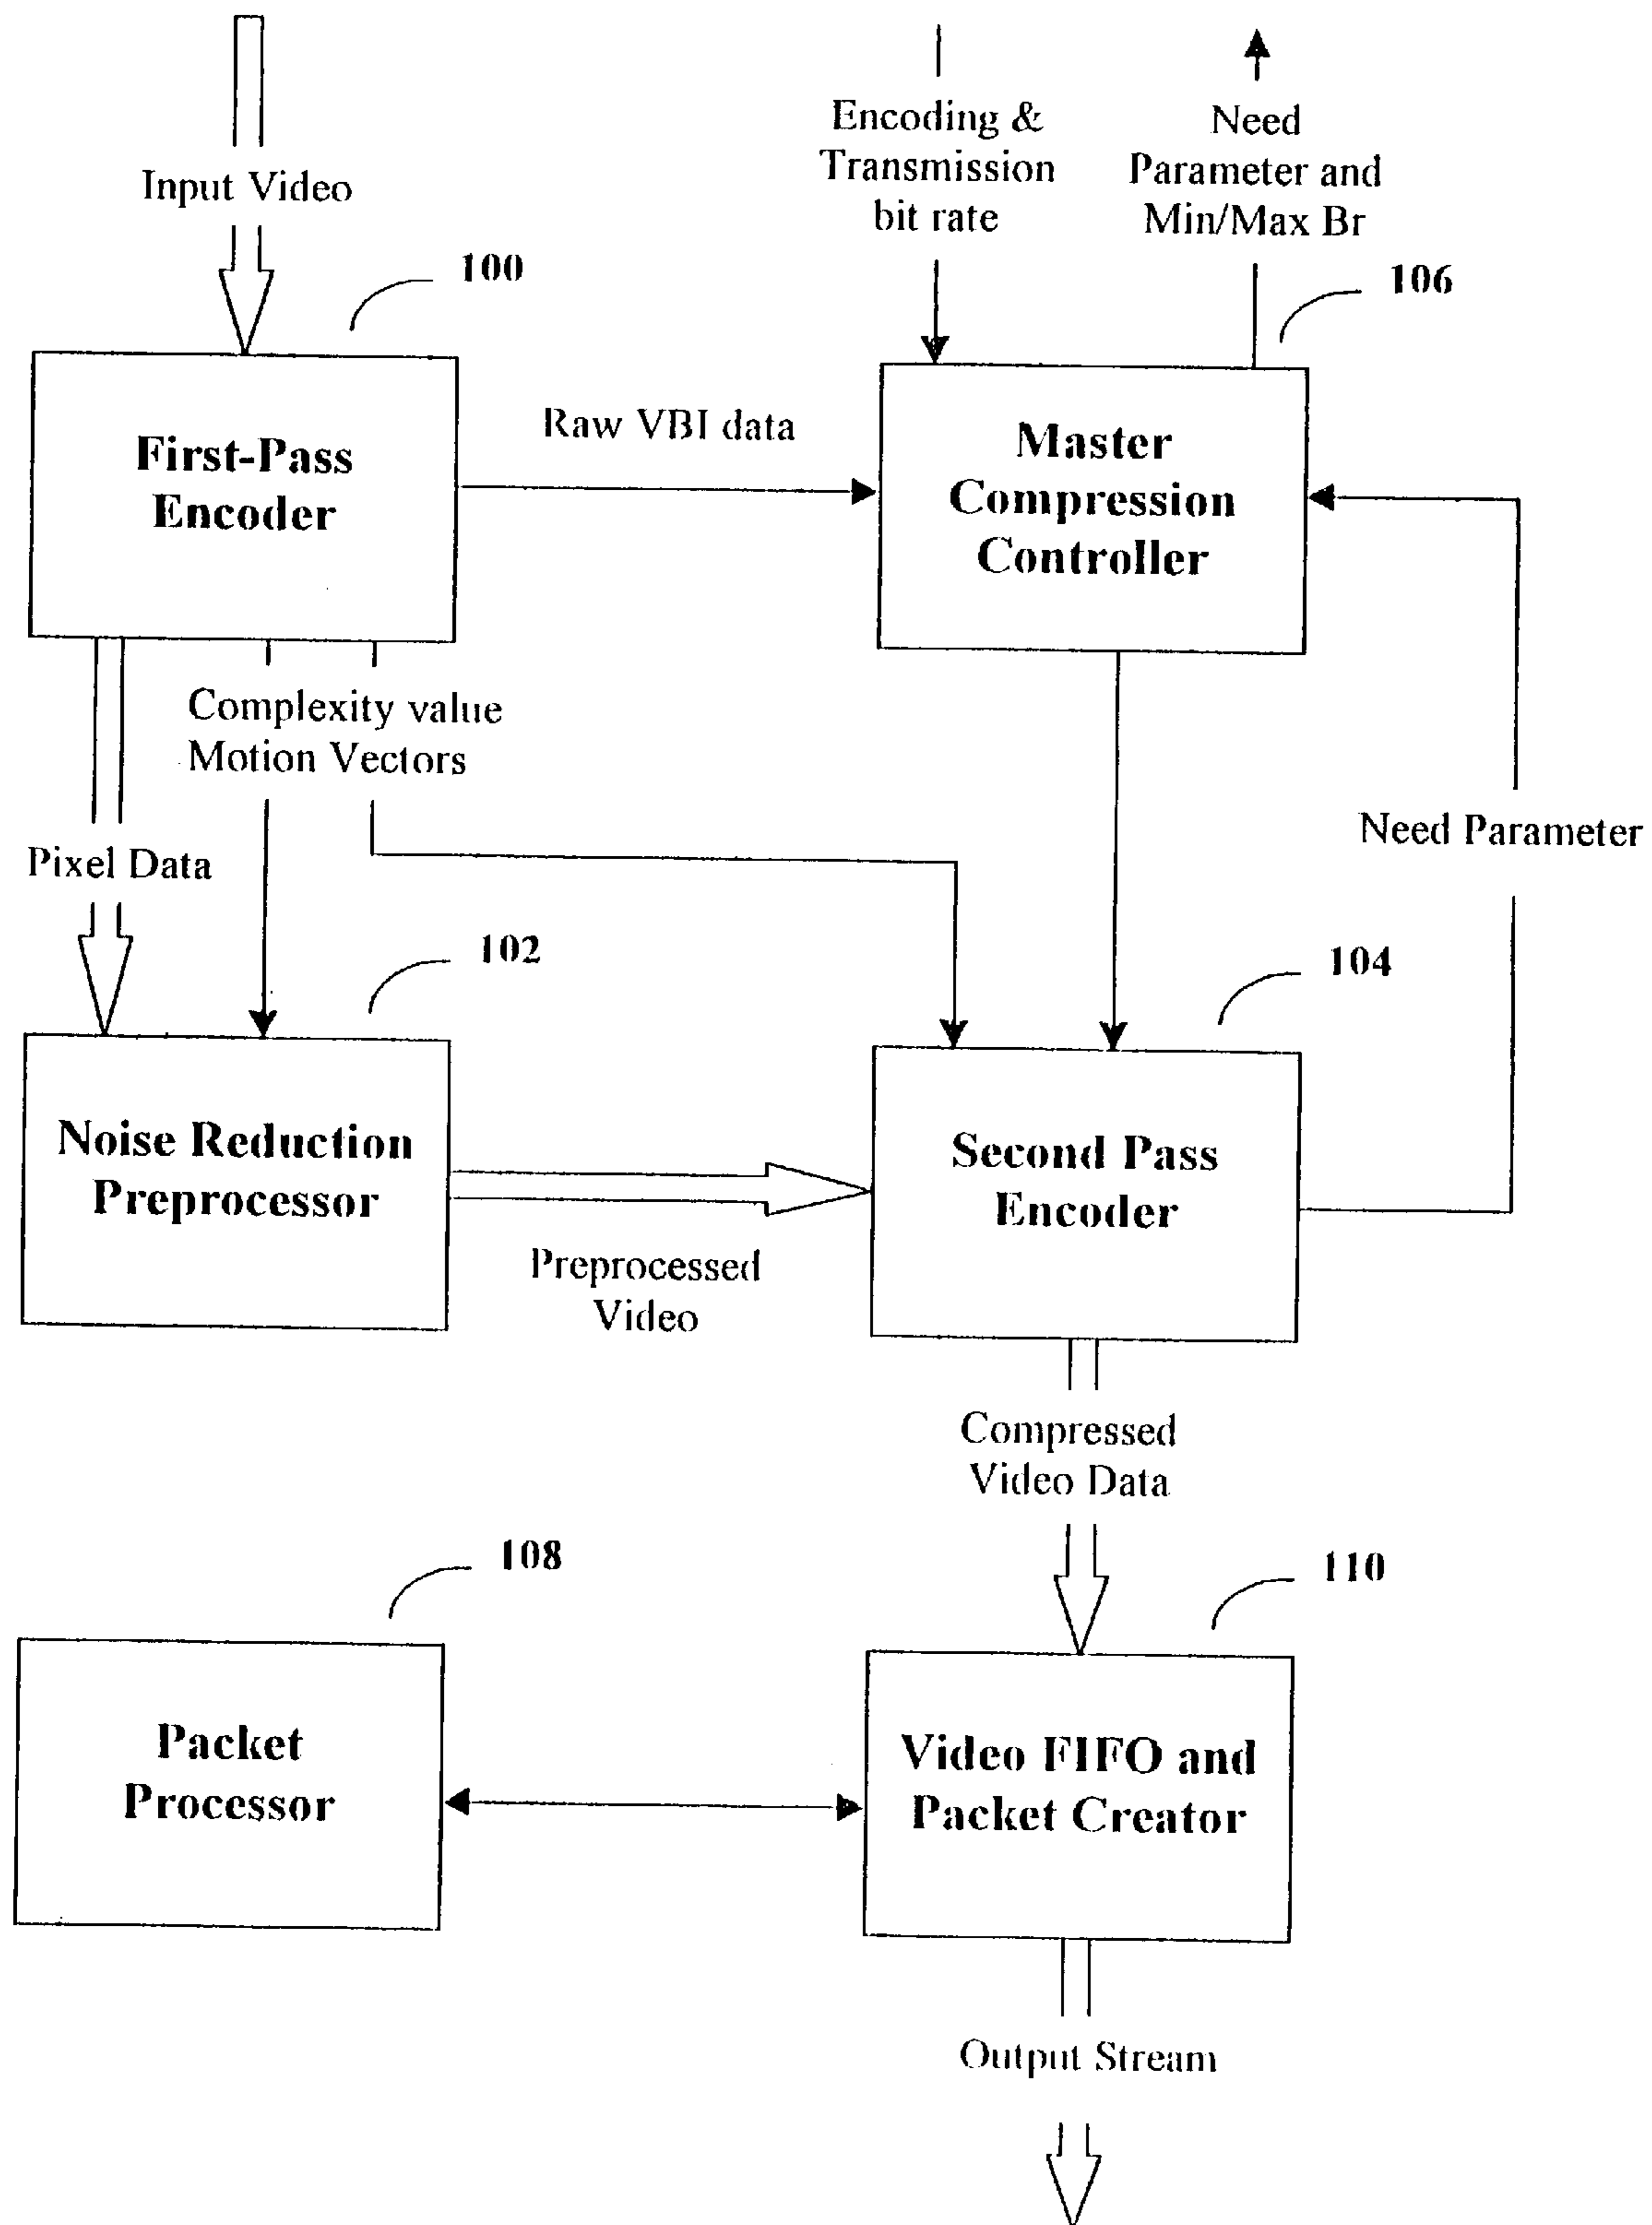 Input Video
Encoding &
Transmission
bit rate
Need
Parameter and
Min/Max Br
100
106
First-Pass
Encoder
Raw VBI data
Master
Compression
Controller
Complexity value
Motion Vectors
Pixel Data
Need Parameter
102
104
Noise Reduction
Preprocessor
Second Pass
Encoder
Preprocessed
Video
Compressed
Video Data
108
110
Packet
Processor
Video FIFO and
Packet Creator
Output Stream